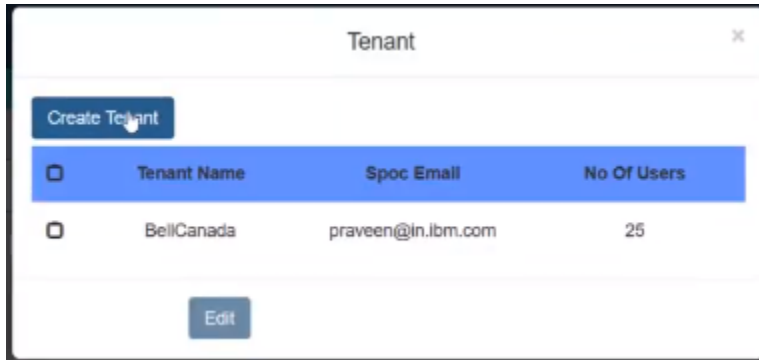 Tenant
×
Create Tenant
Tenant Name Spoc Email No Of Users
BellCanada praveen@in.ibm.com 25
Edit